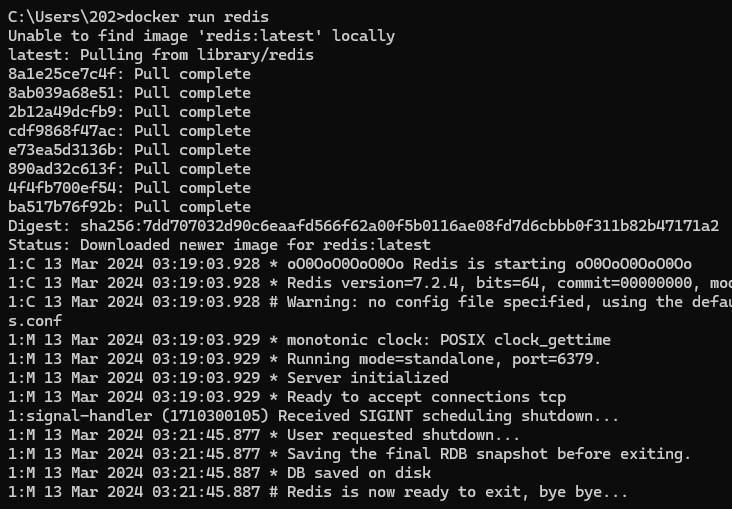 C:\Users\202>docker run redis
Unable to find image 'redis:latest' locally
latest: Pulling from library/redis
8a1e25ce7c4f: Pull complete
8ab039a68e51: Pull complete
2b12a49dcfb9: Pull complete
cdf9868f47ac: Pull complete
e73ea5d3136b: Pull complete
890ad32c613f: Pull complete
4f4fb700ef54: Pull complete
ba517b76f92b: Pull complete
Digest: sha256:7dd707032d90c6eaafd566f62a00f5b0116ae08fd7d6cbbb0f311b82b47171a2
Status: Downloaded newer image for redis:latest
1:C 13 Mar 2024 03:19:03.928 * oO0OoO0OoO0Oo Redis is starting oO0OoO0OoO0Oo
1:C 13 Mar 2024 03:19:03.928 * Redis version=7.2.4, bits=64, commit=00000000, mod
1:C 13 Mar 2024 03:19:03.928 # Warning: no config file specified, using the defau
s.conf
1:M 13 Mar 2024 03:19:03.929 * monotonic clock: POSIX clock_gettime
1:M 13 Mar 2024 03:19:03.929 * Running mode=standalone, port=6379.
1:M 13 Mar 2024 03:19:03.929 * Server initialized
1:M 13 Mar 2024 03:19:03.929 * Ready to accept connections tcp
1:signal-handler (1710300105) Received SIGINT scheduling shutdown...
1:M 13 Mar 2024 03:21:45.877 * User requested shutdown...
1:M 13 Mar 2024 03:21:45.877 * Saving the final RDB snapshot before exiting.
1:M 13 Mar 2024 03:21:45.887 * DB saved on disk
1:M 13 Mar 2024 03:21:45.887 # Redis is now ready to exit, bye bye...